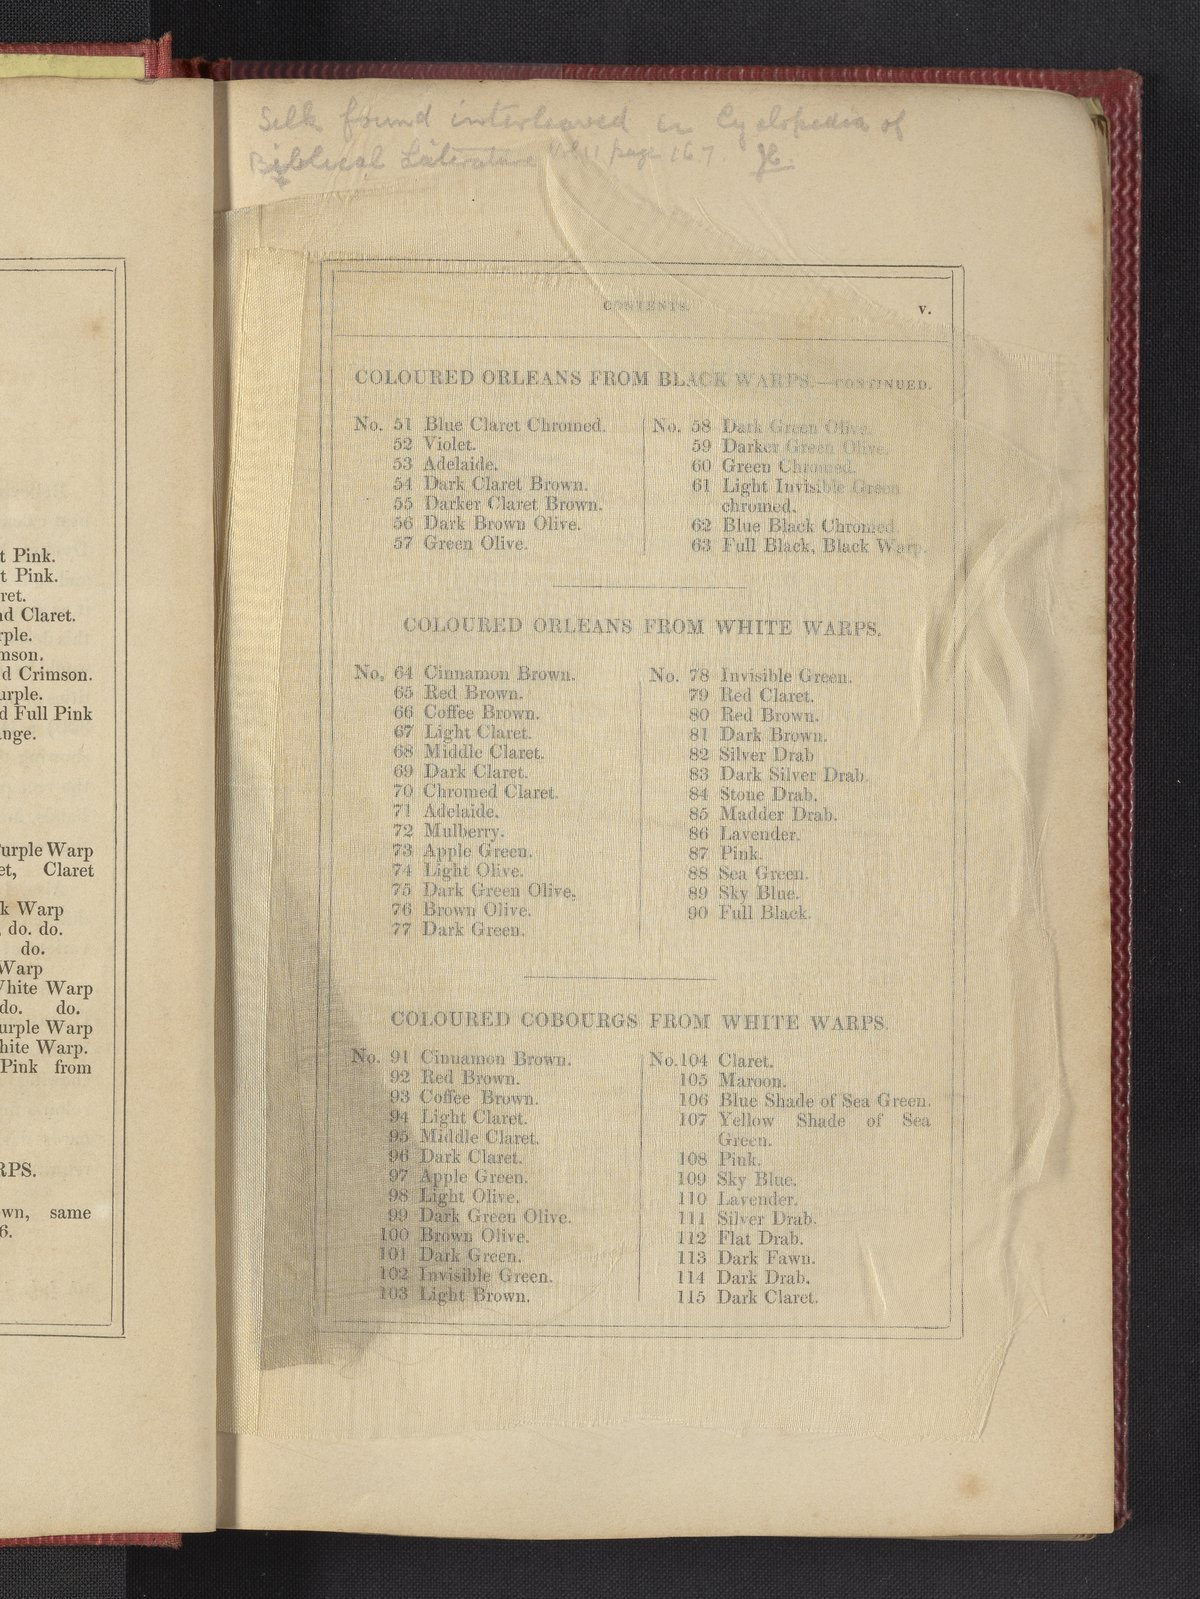 Silk found interleaved in Cyclopedia of
Biblical Literature Vol II page 167
t Pink.
t Pink.
ret.
nd Claret.
rple.
mson.
d Crimson.
urple.
d Full Pink
ange.
urple Warp
et, Claret
k Warp
, do. do.
do.
Warp
White Warp
do. do.
urple Warp
hite Warp.
Pink from
RPS.
wn, same
6.
CONTENTS. v.
COLOURED ORLEANS FROM BLACK WARPS.—CONTINUED.
No. 51 Blue Claret Chromed.
52 Violet.
53 Adelaide.
54 Dark Claret Brown.
55 Darker Claret Brown.
56 Dark Brown Olive.
57 Green Olive.
No. 58 Dark Green Olive.
59 Darker Green Olive.
60 Green Chromed.
61 Light Invisible Green
chromed.
62 Blue Black Chromed.
63 Full Black, Black Warp.
COLOURED ORLEANS FROM WHITE WARPS.
No. 64 Cinnamon Brown.
65 Red Brown.
66 Coffee Brown.
67 Light Claret.
68 Middle Claret.
69 Dark Claret.
70 Chromed Claret.
71 Adelaide.
72 Mulberry.
73 Apple Green.
74 Light Olive.
75 Dark Green Olive.
76 Brown Olive.
77 Dark Green.
No. 78 Invisible Green.
79 Red Claret.
80 Red Brown.
81 Dark Brown.
82 Silver Drab
83 Dark Silver Drab.
84 Stone Drab.
85 Madder Drab.
86 Lavender.
87 Pink.
88 Sea Green.
89 Sky Blue.
90 Full Black.
COLOURED COBOURGS FROM WHITE WARPS.
No. 91 Cinnamon Brown.
92 Red Brown.
93 Coffee Brown.
94 Light Claret.
95 Middle Claret.
96 Dark Claret.
97 Apple Green.
98 Light Olive.
99 Dark Green Olive.
100 Brown Olive.
101 Dark Green.
102 Invisible Green.
103 Light Brown.
No. 104 Claret.
105 Maroon.
106 Blue Shade of Sea Green.
107 Yellow Shade of Sea
Green.
108 Pink.
109 Sky Blue.
110 Lavender.
111 Silver Drab.
112 Flat Drab.
113 Dark Fawn.
114 Dark Drab.
115 Dark Claret.